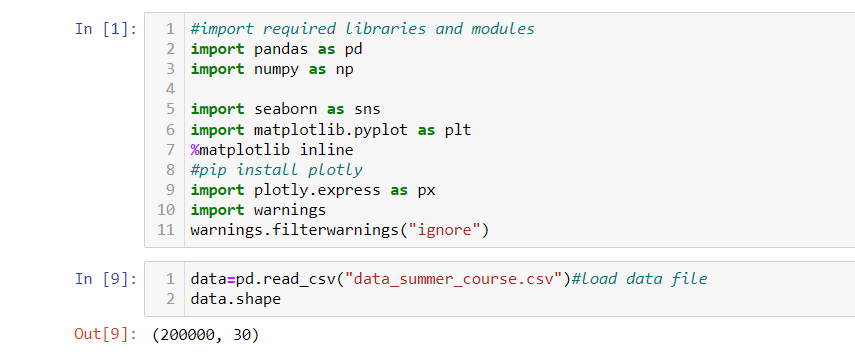 In [1]:
1 #import required libraries and modules
2 import pandas as pd
3 import numpy as np
4
5 import seaborn as sns
6 import matplotlib.pyplot as plt
7 %matplotlib inline
8 #pip install plotly
9 import plotly.express as px
10 import warnings
11 warnings.filterwarnings("ignore")
In [9]:
1 data=pd.read_csv("data_summer_course.csv")#load data file
2 data.shape
Out[9]: (200000, 30)